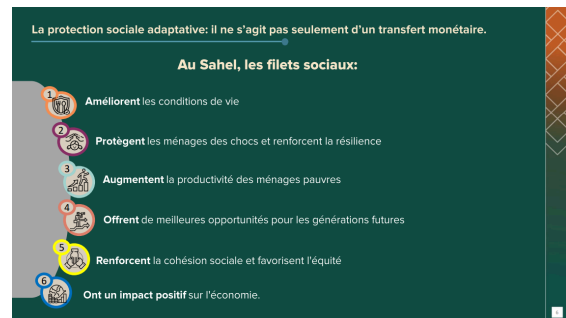 La protection sociale adaptative: il ne s'agit pas seulement d'un transfert monétaire.
Au Sahel, les filets sociaux:
1
Améliorent les conditions de vie
2
Protègent les ménages des chocs et renforcent la résilience
3
Augmentent la productivité des ménages pauvres
4
Offrent de meilleures opportunités pour les générations futures
5
Renforcent la cohésion sociale et favorisent l'équité
6
Ont un impact positif sur l'économie.